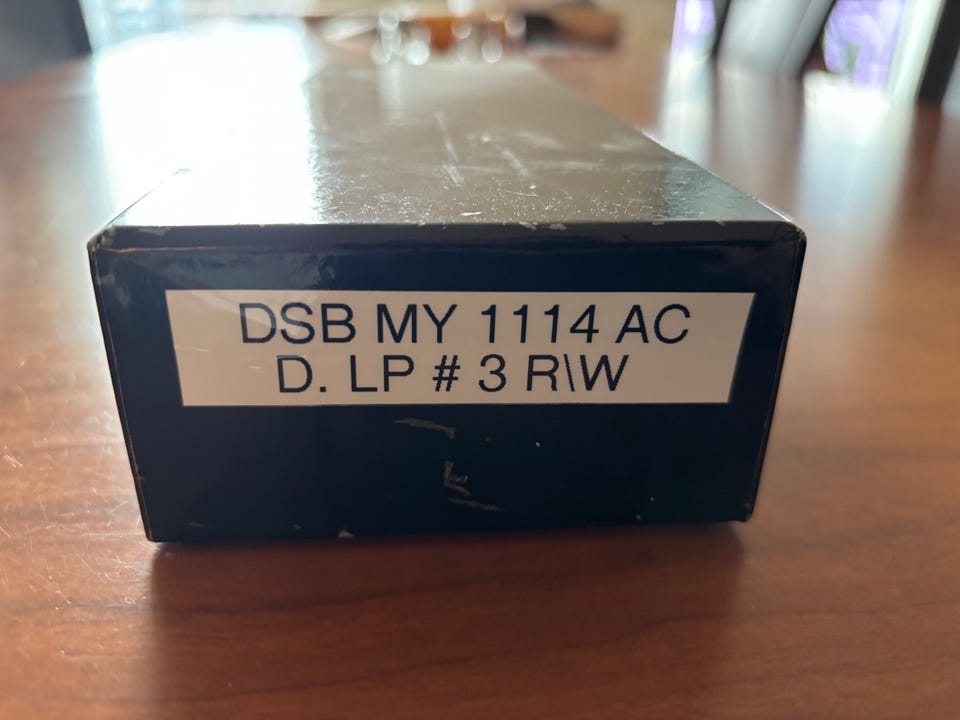 DSB MY 1114 AC
D. LP # 3 R\W